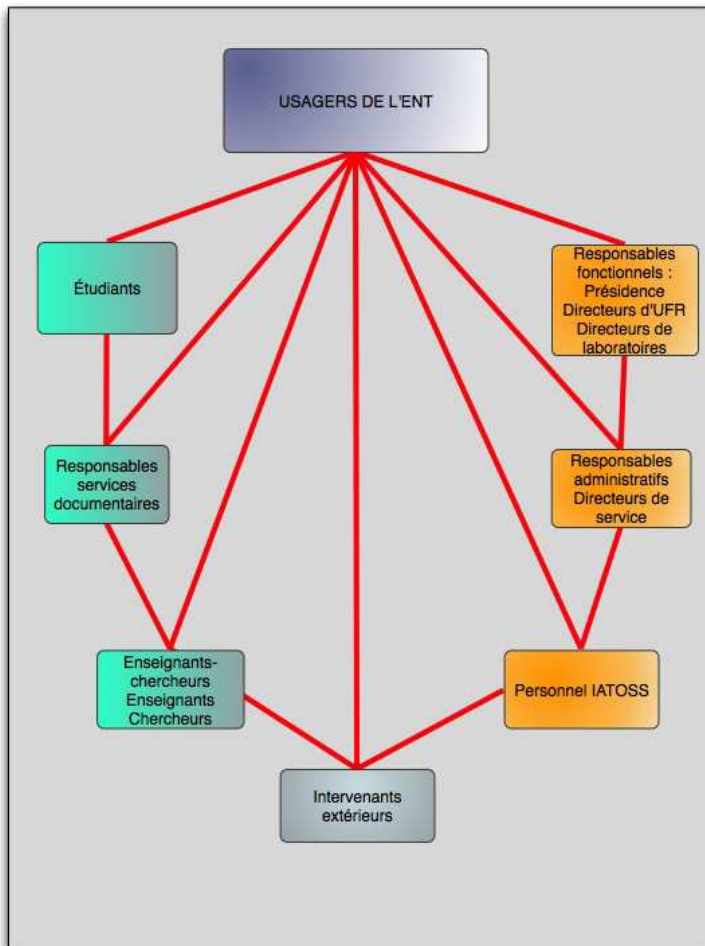 USAGERS DE L'ENT
Étudiants
Responsables
fonctionnels :
Présidence
Directeurs d'UFR
Directeurs de
laboratoires
Responsables
services
documentaires
Responsables
administratifs
Directeurs de
service
Enseignants-
chercheurs
Enseignants
Chercheurs
Personnel IATOSS
Intervenants
extérieurs